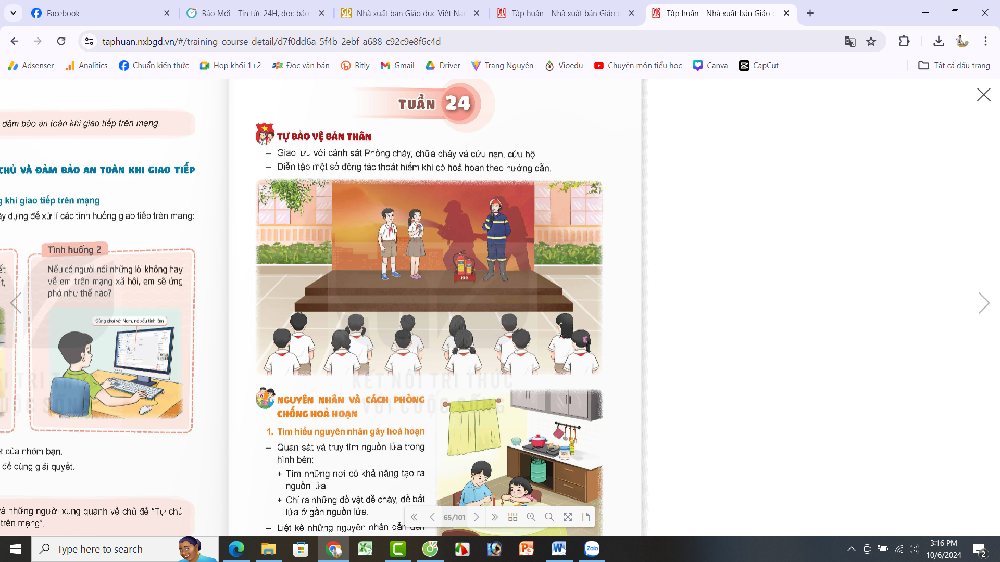 Facebook
Báo Mới - Tin tức 24H, đọc báo
Nhà xuất bản Giáo dục Việt Nam
Tập huấn - Nhà xuất bản Giáo d
Tập huấn - Nhà xuất bản Giáo d
taphuan.nxbgd.vn/#/training-course-detail/d7f0dd6a-5f4b-2ebf-a688-c92c9e8f6c4d
Adsenser
Analitics
Chuẩn kiến thức
Họp khối 1+2
Đọc văn bản
Bitly
Gmail
Driver
Trạng Nguyên
Vioedu
Chuyên môn tiểu học
Canva
CapCut
Tất cả dấu trang
đảm bảo an toàn khi giao tiếp trên mạng.
CHỦ VÀ ĐẢM BẢO AN TOÀN KHI GIAO TIẾP
khi giao tiếp trên mạng
dựng để xử lí các tình huống giao tiếp trên mạng:
Tình huống 2
Nếu có người nói những lời không hay
về em trên mạng xã hội, em sẽ ứng
phó như thế nào?
Đừng chơi với Nam, nó xấu tính lắm
của nhóm bạn.
để cùng giải quyết.
và những người xung quanh về chủ đề “Tự chủ
trên mạng”.
TUẦN 24
TỰ BẢO VỆ BẢN THÂN
– Giao lưu với cảnh sát Phòng cháy, chữa cháy và cứu nạn, cứu hộ.
– Diễn tập một số động tác thoát hiểm khi có hoả hoạn theo hướng dẫn.
PCCC
KẾT NỐI TRI THỨC
VỚI CUỘC SỐNG
NGUYÊN NHÂN VÀ CÁCH PHÒNG
CHỐNG HOẢ HOẠN
1. Tìm hiểu nguyên nhân gây hoả hoạn
– Quan sát và truy tìm nguồn lửa trong
hình bên:
+ Tìm những nơi có khả năng tạo ra
nguồn lửa;
+ Chỉ ra những đồ vật dễ cháy, dễ bắt
lửa ở gần nguồn lửa.
– Liệt kê những nguyên nhân dẫn đến
65/101
Type here to search
Zalo
3:16 PM
10/6/2024
2